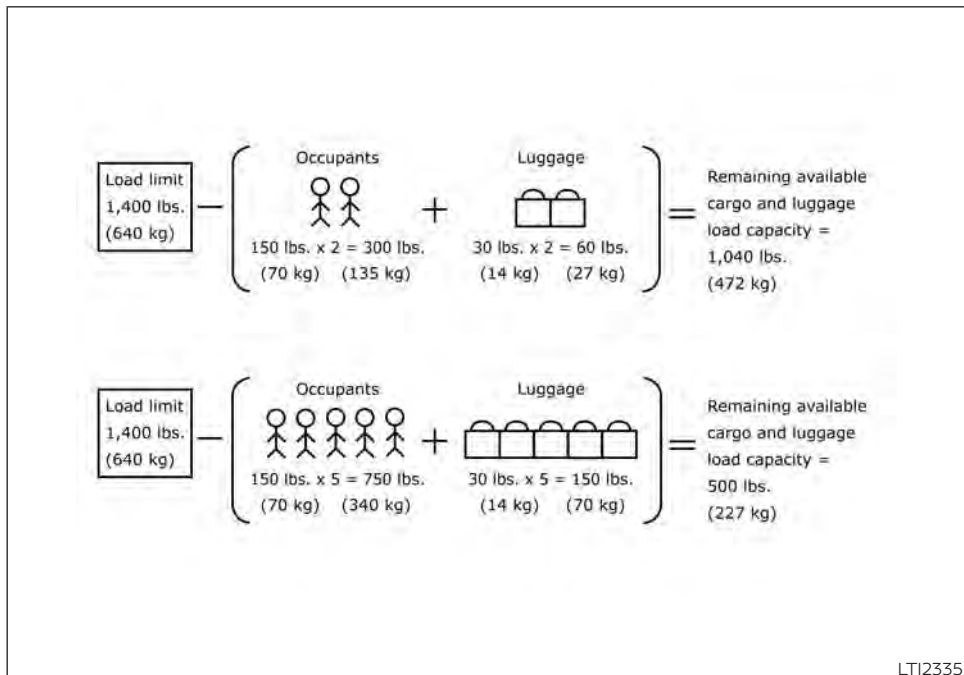 Occupants
Luggage
Load limit
1,400 lbs.
(640 kg)
150 lbs. x 2 = 300 lbs.
(70 kg) (135 kg)
+
30 lbs. x 2 = 60 lbs.
(14 kg) (27 kg)
Remaining available
cargo and luggage
load capacity =
1,040 lbs.
(472 kg)
Occupants
Luggage
Load limit
1,400 lbs.
(640 kg)
150 lbs. x 5 = 750 lbs.
(70 kg) (340 kg)
+
30 lbs. x 5 = 150 lbs.
(14 kg) (70 kg)
Remaining available
cargo and luggage
load capacity =
500 lbs.
(227 kg)
LTI2335